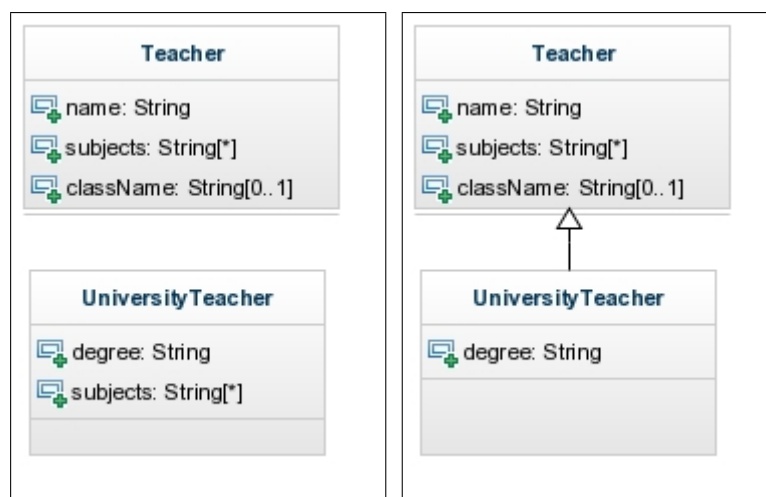 Teacher
name: String
subjects: String[*]
className: String[0..1]
UniversityTeacher
degree: String
subjects: String[*]
Teacher
name: String
subjects: String[*]
className: String[0..1]
UniversityTeacher
degree: String